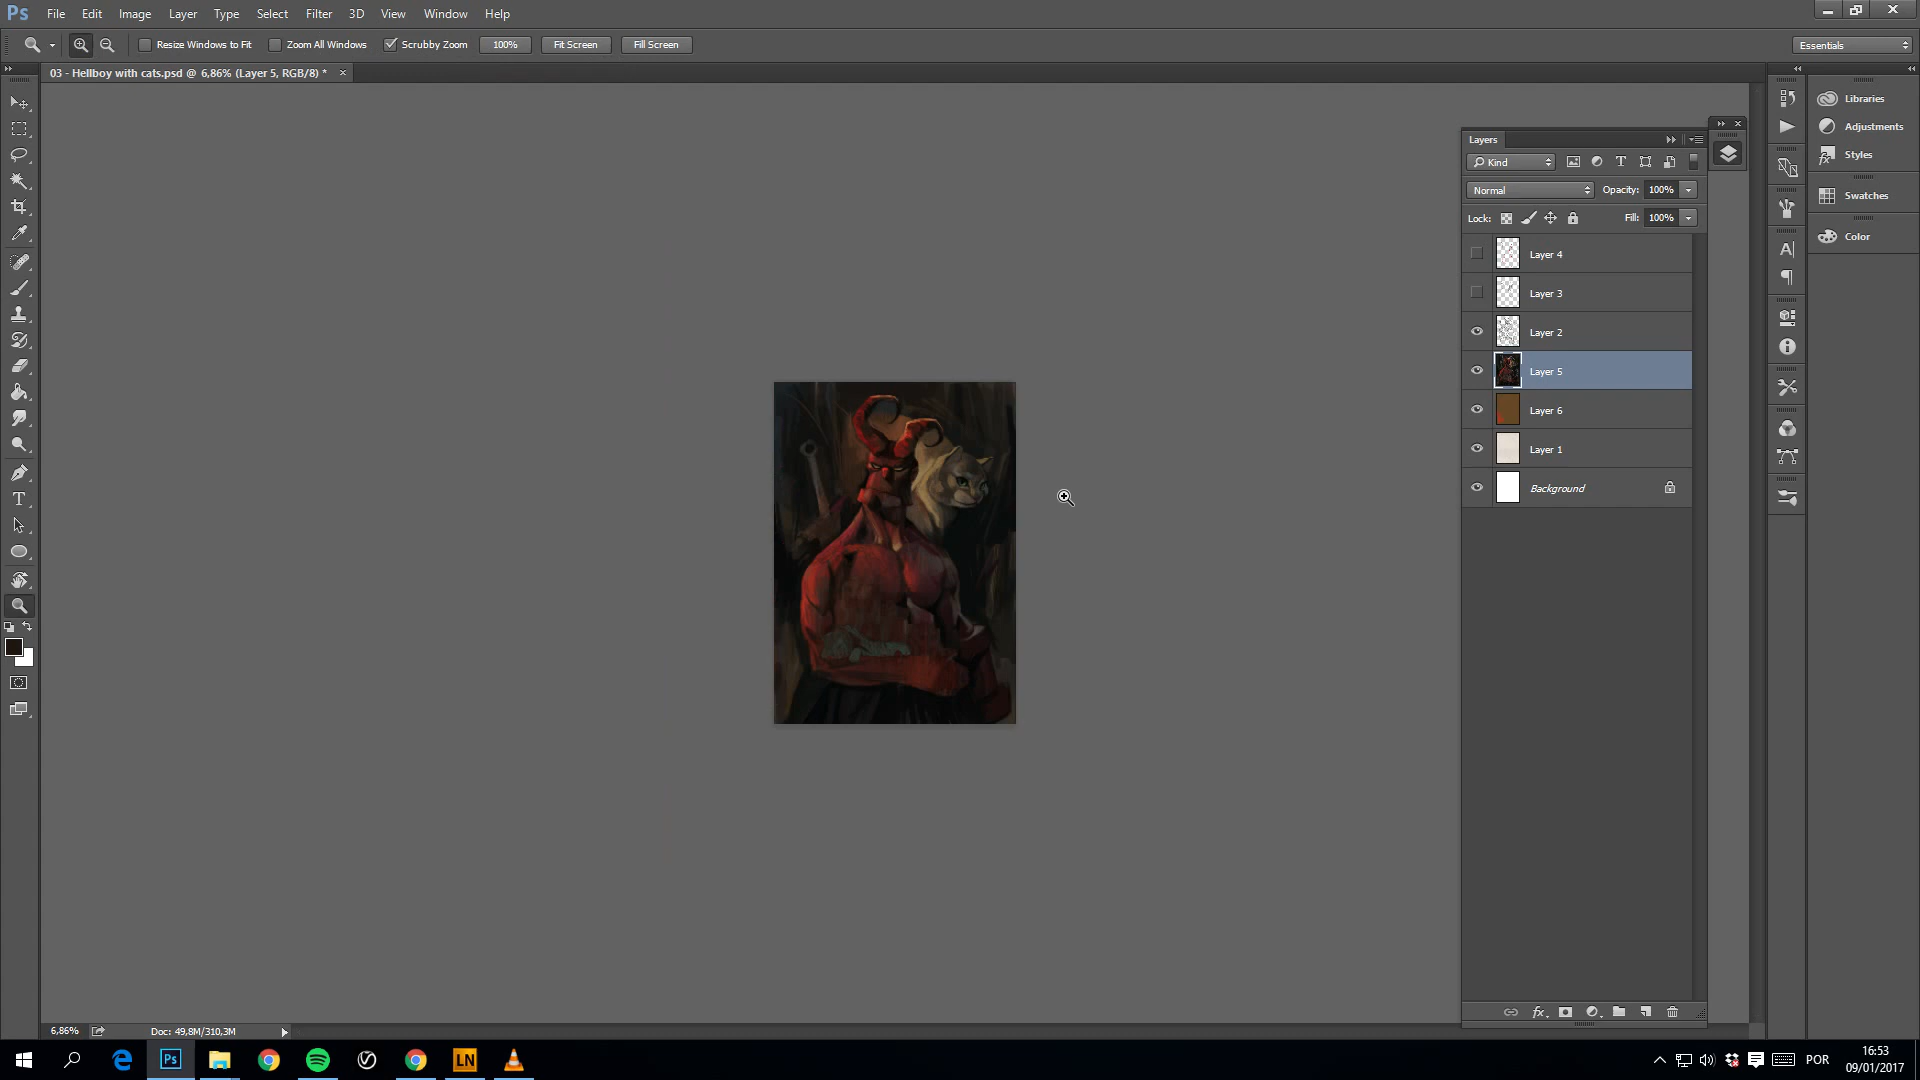 Ps File Edit Image Layer Type Select Filter 3D View Window Help
Resize Windows to Fit Zoom All Windows Scrubby Zoom 100% Fit Screen Fill Screen Essentials
03 - Hellboy with cats.psd @ 6,86% (Layer 5, RGB/8) *
Libraries
Adjustments
Styles
Swatches
Color
Layers
Kind
Normal Opacity: 100%
Lock: Fill: 100%
Layer 4
Layer 3
Layer 2
Layer 5
Layer 6
Layer 1
Background
6,86% Doc: 49,8M/310,3M
Ps LN POR 16:53
09/01/2017